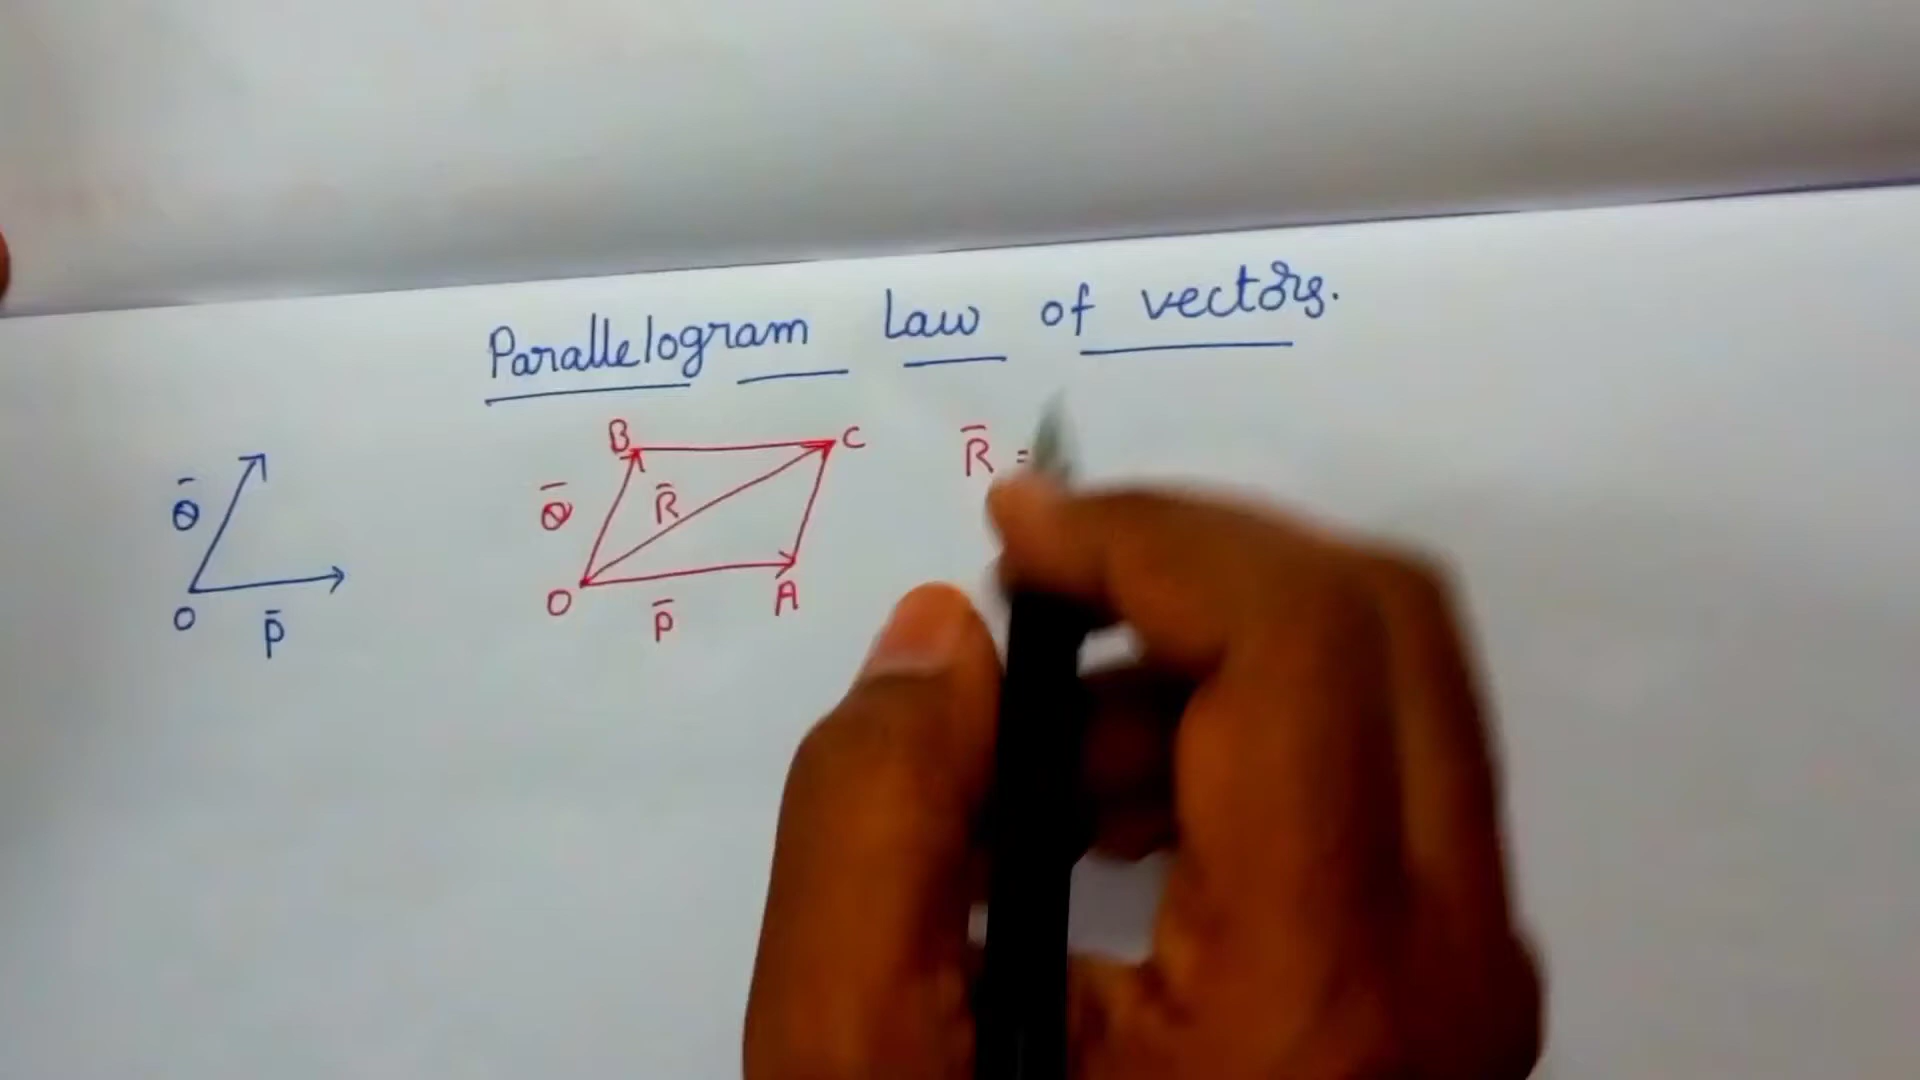 Parallelogram Law of vectors.
B C R̄ =
Q̄ Q̄ R̄
O P̄ O P̄ A